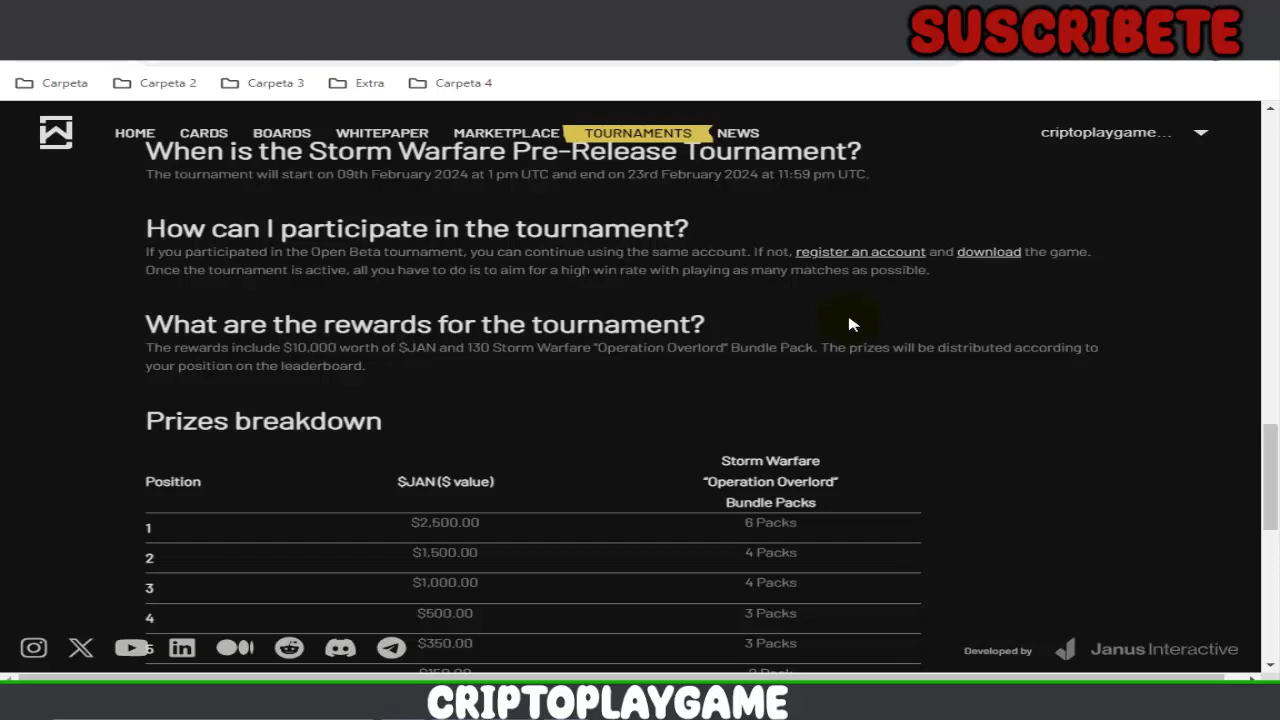 SUSCRIBETE
Carpeta Carpeta 2 Carpeta 3 Extra Carpeta 4
HOME CARDS BOARDS WHITEPAPER MARKETPLACE TOURNAMENTS NEWS criptoplaygame...
When is the Storm Warfare Pre-Release Tournament?
The tournament will start on 09th February 2024 at 1 pm UTC and end on 23rd February 2024 at 11:59 pm UTC.
How can I participate in the tournament?
If you participated in the Open Beta tournament, you can continue using the same account. If not, register an account and download the game.
Once the tournament is active, all you have to do is to aim for a high win rate with playing as many matches as possible.
What are the rewards for the tournament?
The rewards include $10,000 worth of $JAN and 130 Storm Warfare "Operation Overlord" Bundle Pack. The prizes will be distributed according to
your position on the leaderboard.
Prizes breakdown
Position $JAN ($ value) Storm Warfare
"Operation Overlord"
Bundle Packs
1 $2,500.00 6 Packs
2 $1,500.00 4 Packs
3 $1,000.00 4 Packs
4 $500.00 3 Packs
5 $350.00 3 Packs
Developed by Janus Interactive
CRIPTOPLAYGAME